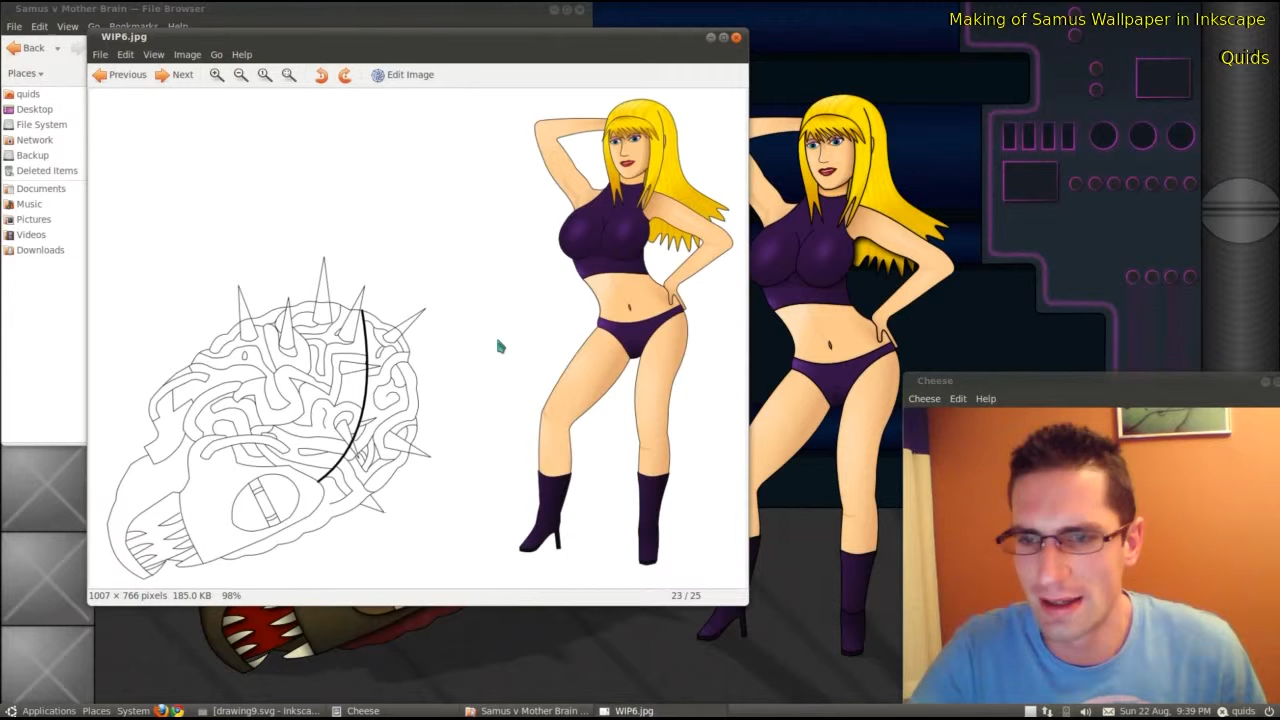 Samus v Mother Brain — File Browser
Making of Samus Wallpaper in Inkscape
File Edit View Go Bookmarks Help
WIP6.jpg
Back
File Edit View Image Go Help
Quids
Places
Previous Next Edit Image
quids
Desktop
File System
Network
Backup
Deleted Items
Documents
Music
Pictures
Videos
Downloads
Cheese
Cheese Edit Help
1007 × 766 pixels 185.0 KB 98% 23 / 25
Applications Places System [drawing9.svg - Inksca... Cheese Samus v Mother Brain ... WIP6.jpg Sun 22 Aug, 9:39 PM quids